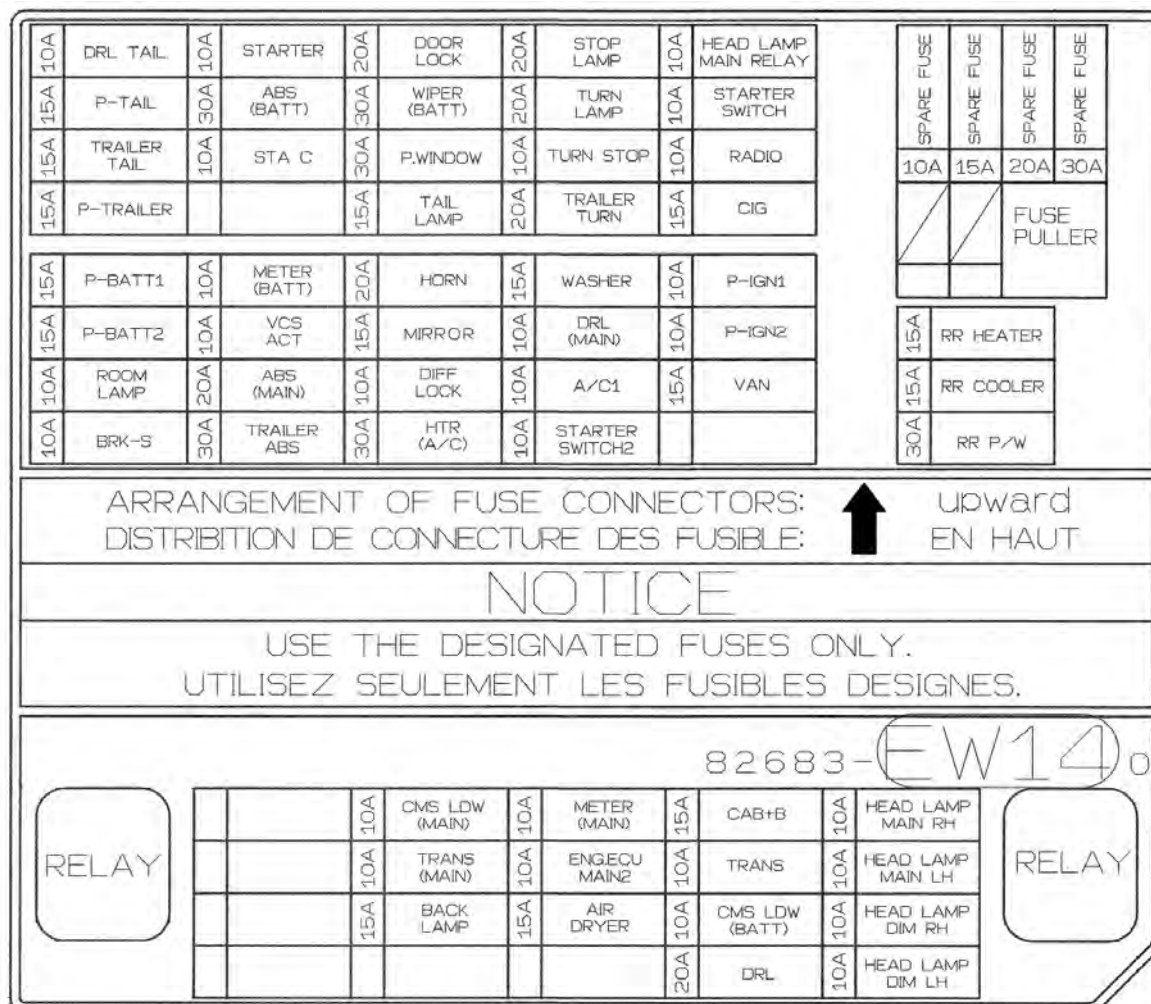 10A DRL TAIL 10A STARTER 20A DOOR LOCK 20A STOP LAMP 10A HEAD LAMP MAIN RELAY
15A P-TAIL 30A ABS (BATT) 30A WIPER (BATT) 20A TURN LAMP 10A STARTER SWITCH
15A TRAILER TAIL 10A STA C 30A P.WINDOW 10A TURN STOP 10A RADIO
15A P-TRAILER 15A TAIL LAMP 20A TRAILER TURN 15A CIG
SPARE FUSE SPARE FUSE SPARE FUSE SPARE FUSE
10A 15A 20A 30A
FUSE
PULLER
15A P-BATT1 10A METER (BATT) 20A HORN 15A WASHER 10A P-IGN1
15A P-BATT2 10A VCS ACT 15A MIRROR 10A DRL (MAIN) 10A P-IGN2
10A ROOM LAMP 20A ABS (MAIN) 10A DIFF LOCK 10A A/C1 15A VAN
10A BRK-S 30A TRAILER ABS 30A HTR (A/C) 10A STARTER SWITCH2
15A RR HEATER
15A RR COOLER
30A RR P/W
ARRANGEMENT OF FUSE CONNECTORS: upward
DISTRIBITION DE CONNECTURE DES FUSIBLE: EN HAUT
NOTICE
USE THE DESIGNATED FUSES ONLY.
UTILISEZ SEULEMENT LES FUSIBLES DESIGNES.
82683-EW140
RELAY
10A CMS LDW (MAIN) 10A METER (MAIN) 15A CAB+B 10A HEAD LAMP MAIN RH
10A TRANS (MAIN) 10A ENG.ECU MAIN2 10A TRANS 10A HEAD LAMP MAIN LH
15A BACK LAMP 15A AIR DRYER 10A CMS LDW (BATT) 10A HEAD LAMP DIM RH
20A DRL 10A HEAD LAMP DIM LH
RELAY